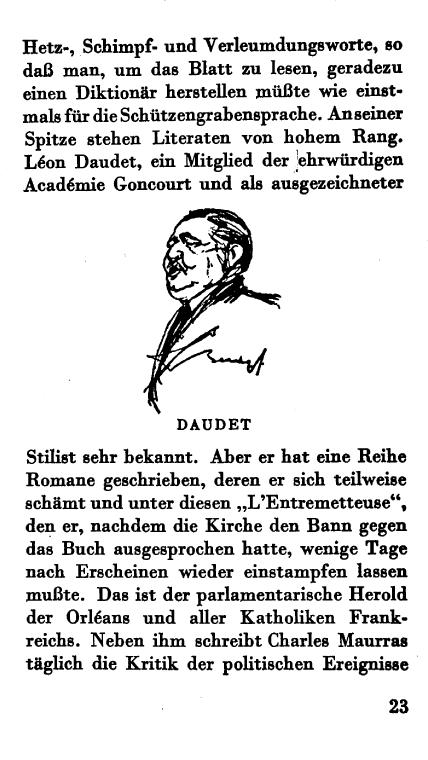 Hetz-, Schimpf- und Verleumdungsworte, so
daß man, um das Blatt zu lesen, geradezu
einen Diktionär herstellen müßte wie einst-
mals für die Schützengrabensprache. An seiner
Spitze stehen Literaten von hohem Rang.
Léon Daudet, ein Mitglied der ehrwürdigen
Académie Goncourt und als ausgezeichneter
DAUDET
Stilist sehr bekannt. Aber er hat eine Reihe
Romane geschrieben, deren er sich teilweise
schämt und unter diesen „L'Entremetteuse“,
den er, nachdem die Kirche den Bann gegen
das Buch ausgesprochen hatte, wenige Tage
nach Erscheinen wieder einstampfen lassen
mußte. Das ist der parlamentarische Herold
der Orléans und aller Katholiken Frank-
reichs. Neben ihm schreibt Charles Maurras
täglich die Kritik der politischen Ereignisse
23